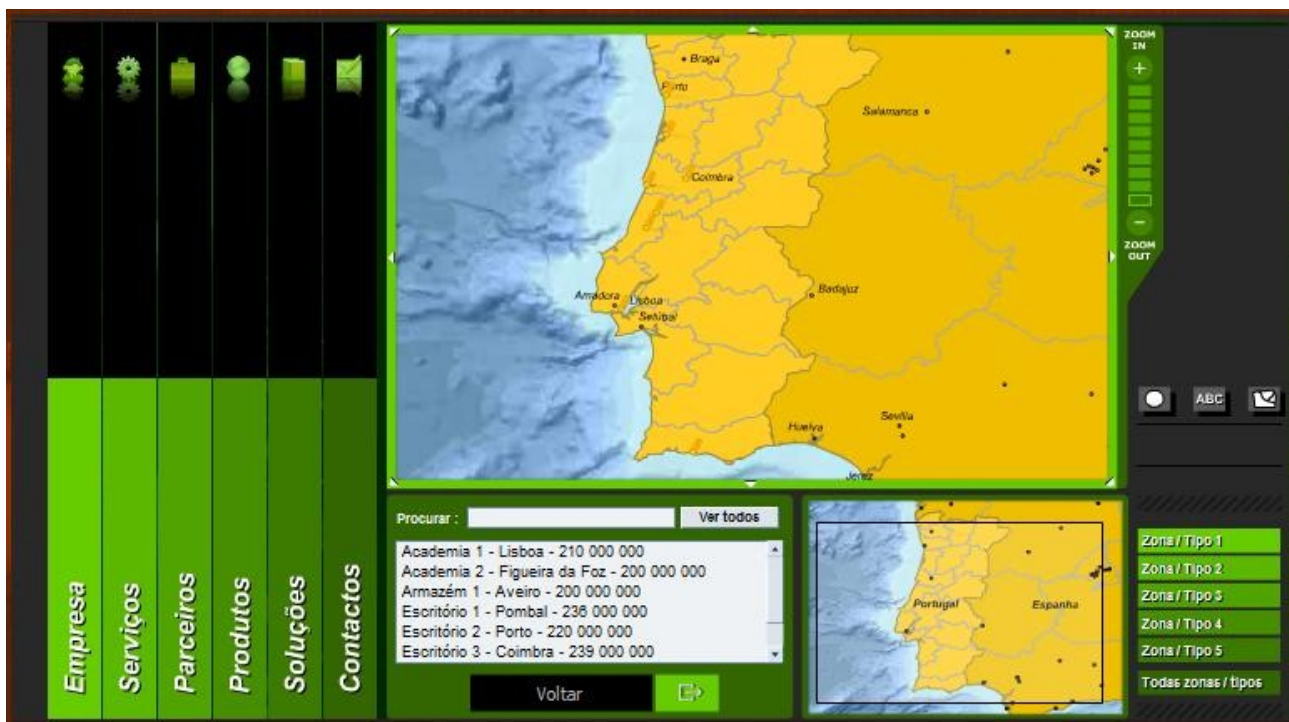 Empresa
Serviços
Parceiros
Produtos
Soluções
Contactos
Braga
Porto
Salamanca
Coimbra
Amadora
Lisboa
Setúbal
Badajoz
Sevilla
Huelva
Jerez
ZOOM
IN
+
−
ZOOM
OUT
ABC
Procurar :
Ver todos
Academia 1 - Lisboa - 210 000 000
Academia 2 - Figueira da Foz - 200 000 000
Armazém 1 - Aveiro - 200 000 000
Escritório 1 - Pombal - 236 000 000
Escritório 2 - Porto - 220 000 000
Escritório 3 - Coimbra - 239 000 000
Voltar
Portugal
Espanha
Zona / Tipo 1
Zona / Tipo 2
Zona / Tipo 3
Zona / Tipo 4
Zona / Tipo 5
Todas zonas / tipos